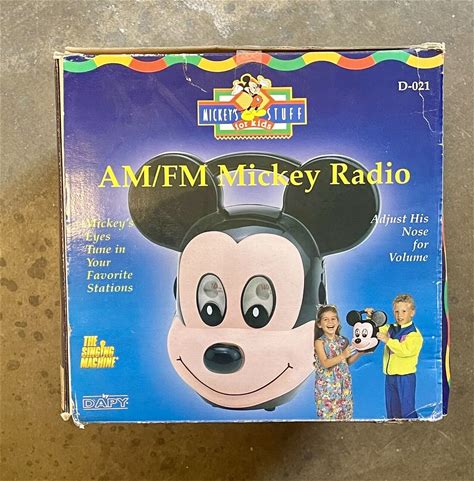 D-021
MICKEY'S STUFF
for kids
AM/FM Mickey Radio
Mickey's
Eyes
Tune in
Your
Favorite
Stations
Adjust His
Nose
for
Volume
THE
SINGING
MACHINE
by
DAPY